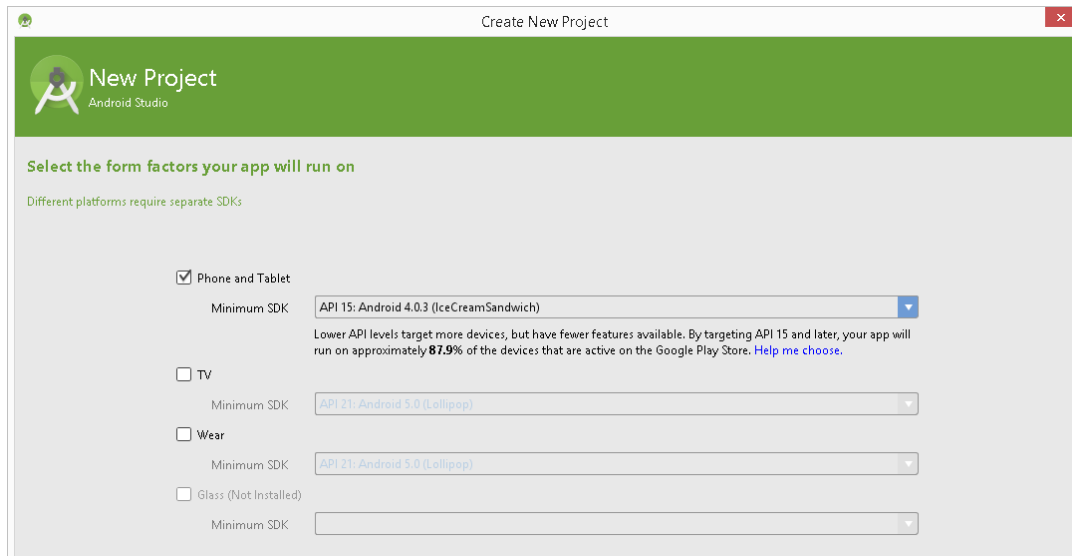 Create New Project
New Project
Android Studio
Select the form factors your app will run on
Different platforms require separate SDKs
Phone and Tablet
Minimum SDK
API 15: Android 4.0.3 (IceCreamSandwich)
Lower API levels target more devices, but have fewer features available. By targeting API 15 and later, your app will
run on approximately 87.9% of the devices that are active on the Google Play Store. Help me choose.
TV
Minimum SDK
API 21: Android 5.0 (Lollipop)
Wear
Minimum SDK
API 21: Android 5.0 (Lollipop)
Glass (Not Installed)
Minimum SDK